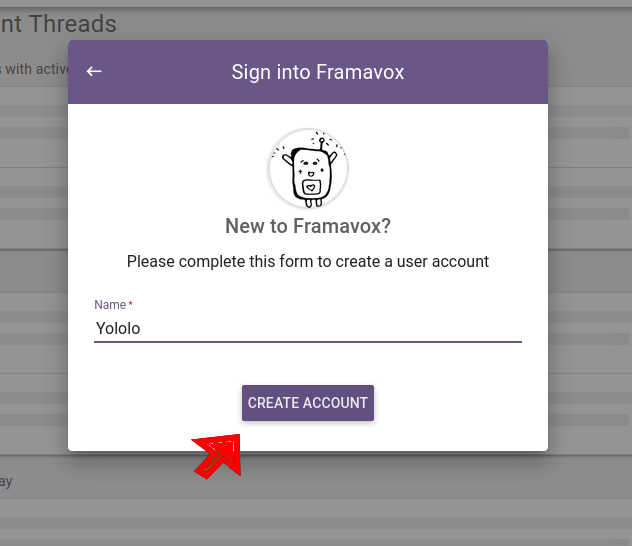 nt Threads
s with active
Sign into Framavox
New to Framavox?
Please complete this form to create a user account
Name *
Yololo
CREATE ACCOUNT
ay